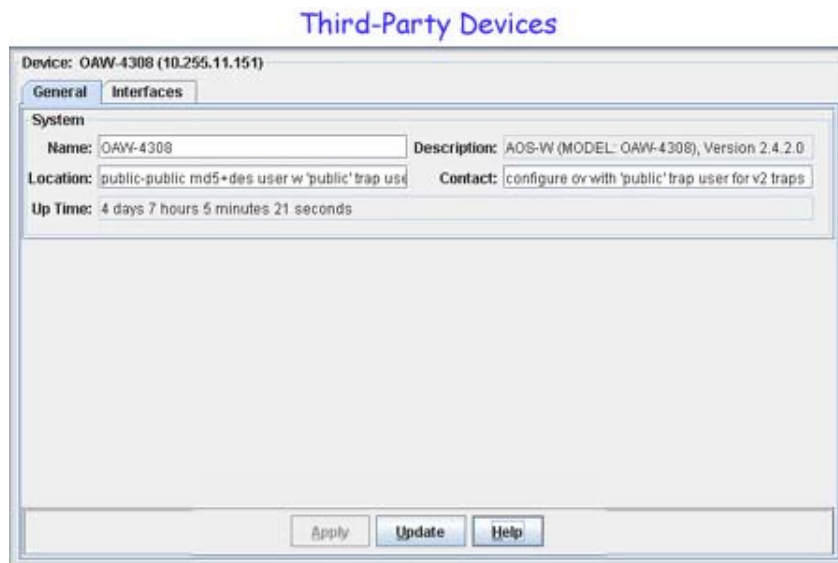 Third-Party Devices
Device: OAW-4308 (10.255.11.151)
General Interfaces
System
Name: OAW-4308 Description: AOS-W (MODEL: OAW-4308), Version 2.4.2.0
Location: public-public md5+des user w 'public' trap use Contact: configure ov with 'public' trap user for v2 traps
Up Time: 4 days 7 hours 5 minutes 21 seconds
Apply Update Help